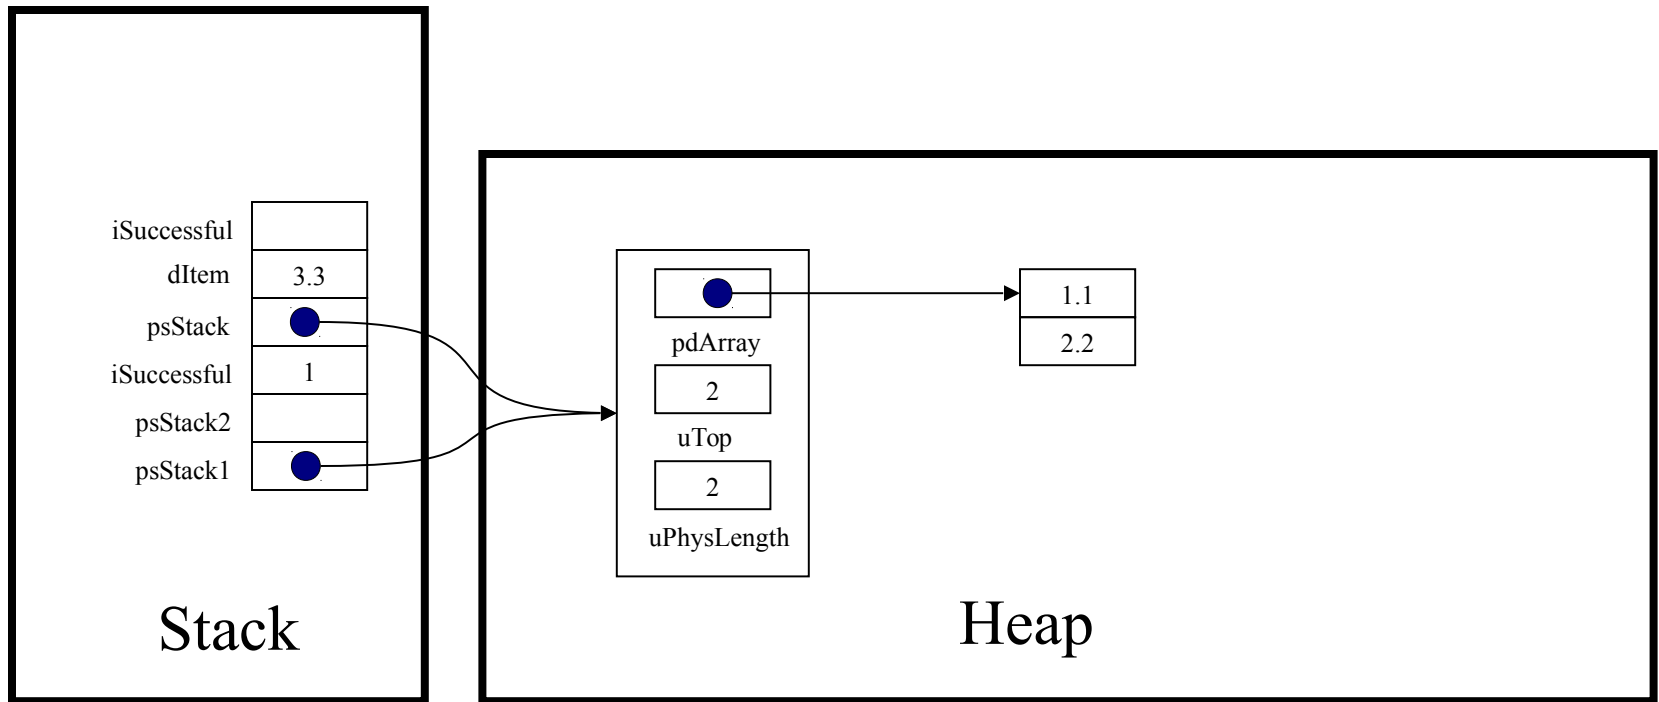 iSuccessful
dItem 3.3
psStack
iSuccessful 1
psStack2
psStack1
Stack
pdArray
2
uTop
2
uPhysLength
1.1
2.2
Heap